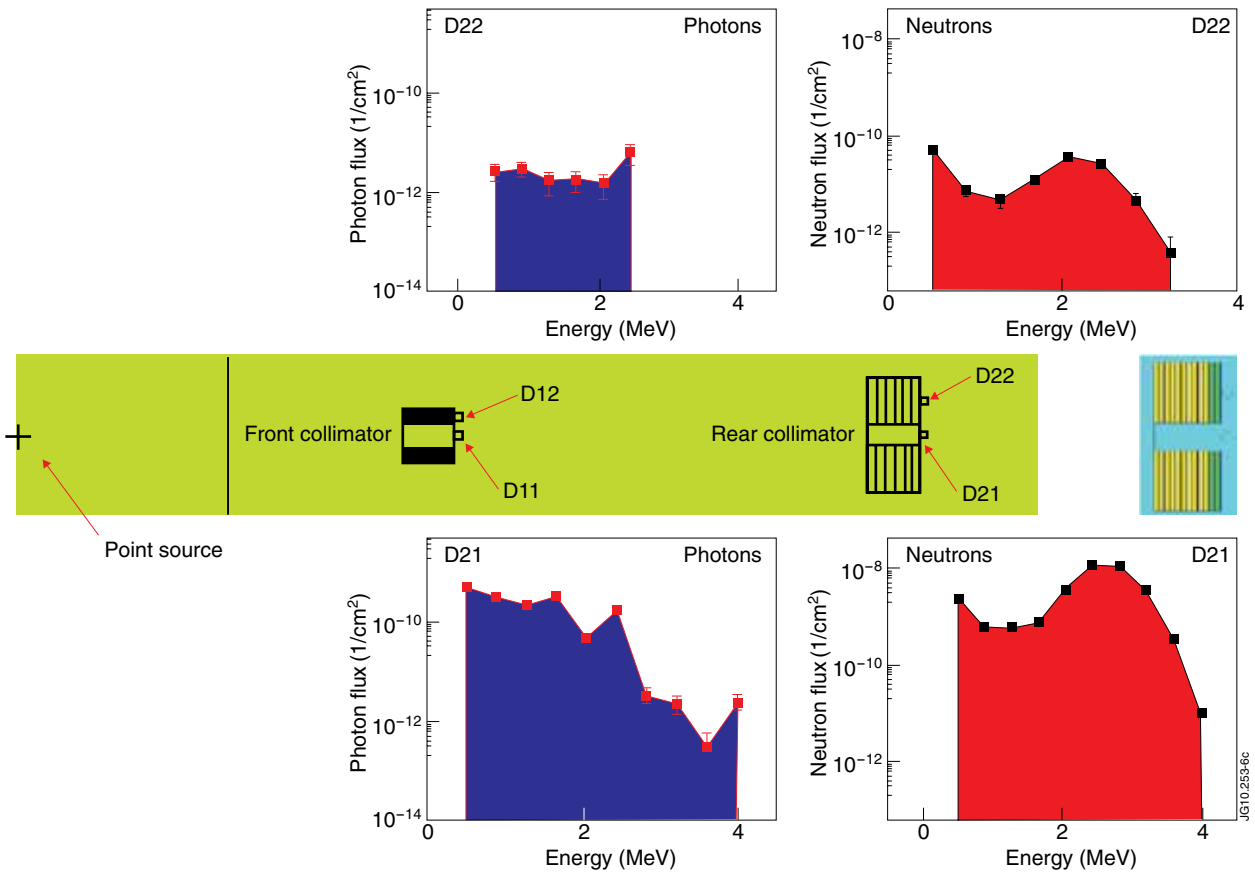 D22 Photons
Photon flux (1/cm²)
10⁻¹⁰
10⁻¹²
10⁻¹⁴
0 2 4
Energy (MeV)
Neutrons D22
Neutron flux (1/cm²)
10⁻⁸
10⁻¹⁰
10⁻¹²
0 2 4
Energy (MeV)
Point source
Front collimator
D12
D11
Rear collimator
D22
D21
D21 Photons
Photon flux (1/cm²)
10⁻¹⁰
10⁻¹²
10⁻¹⁴
0 2 4
Energy (MeV)
Neutrons D21
Neutron flux (1/cm²)
10⁻⁸
10⁻¹⁰
10⁻¹²
0 2 4
Energy (MeV)
JG10.253-6c